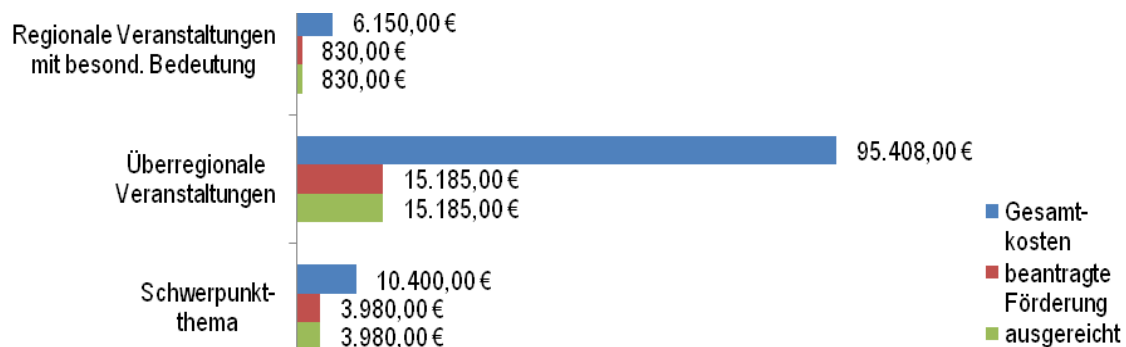 Regionale Veranstaltungen
mit besond. Bedeutung
6.150,00 €
830,00 €
830,00 €
Überregionale
Veranstaltungen
95.408,00 €
15.185,00 €
15.185,00 €
Schwerpunkt-
thema
10.400,00 €
3.980,00 €
3.980,00 €
Gesamt-
kosten
beantragte
Förderung
ausgereicht